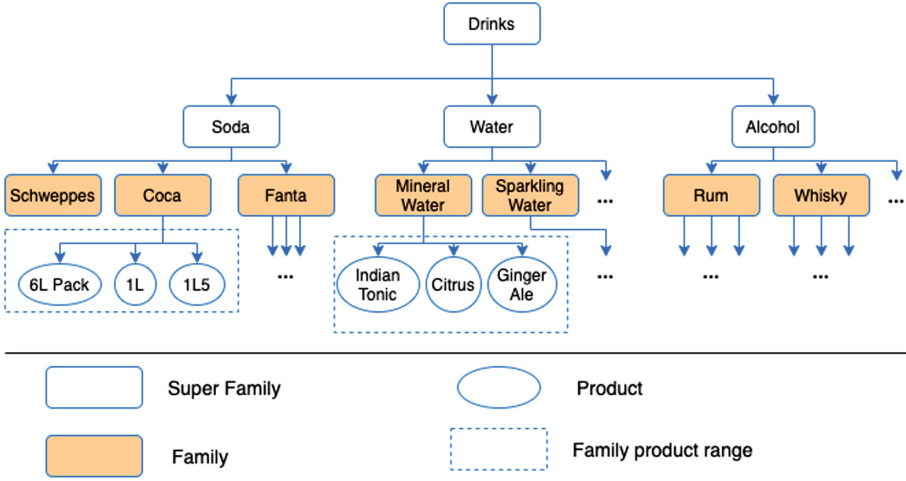 Drinks
Soda
Water
Alcohol
Schweppes
Coca
Fanta
Mineral
Water
Sparkling
Water
...
Rum
Whisky
...
6L Pack
1L
1L5
...
Indian
Tonic
Citrus
Ginger
Ale
...
...
...
Super Family
Product
Family
Family product range